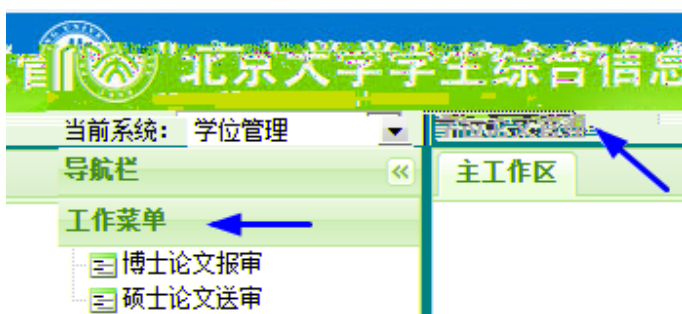 北京大学学生综合信息
当前系统： 学位管理
导航栏
主工作区
工作菜单
博士论文报审
硕士论文送审